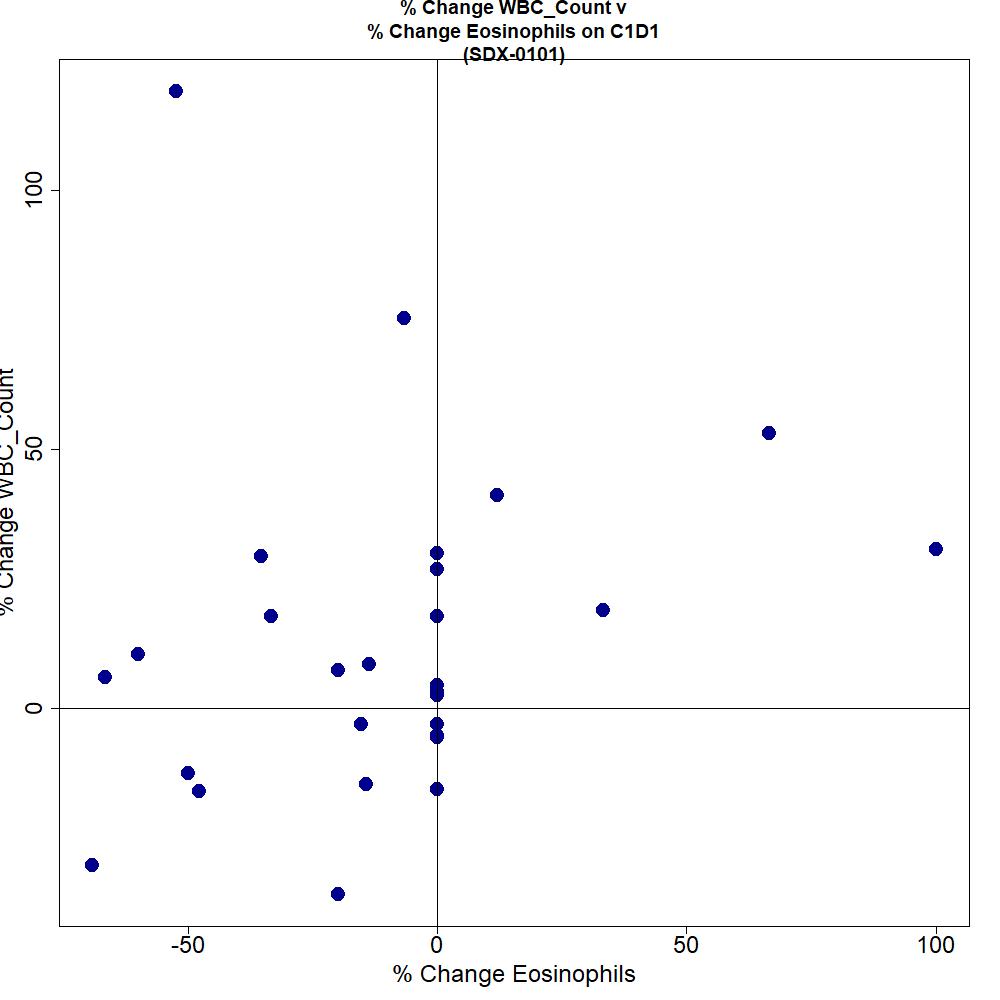 % Change WBC_Count v
% Change Eosinophils on C1D1
(SDX-0101)
% Change WBC_Count
100
50
0
-50
0
50
100
% Change Eosinophils